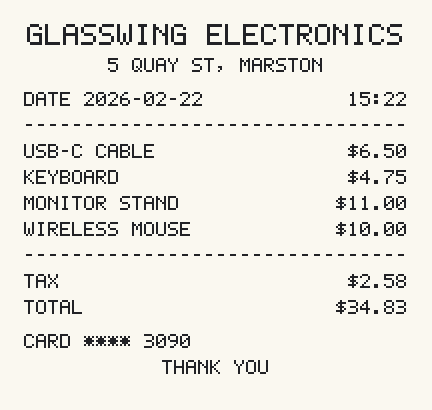 GLASSWING ELECTRONICS
5 QUAY ST, MARSTON
DATE 2026-02-22 15:22
--------------------------------
USB-C CABLE $6.50
KEYBOARD $4.75
MONITOR STAND $11.00
WIRELESS MOUSE $10.00
--------------------------------
TAX $2.58
TOTAL $34.83
CARD **** 3090
THANK YOU